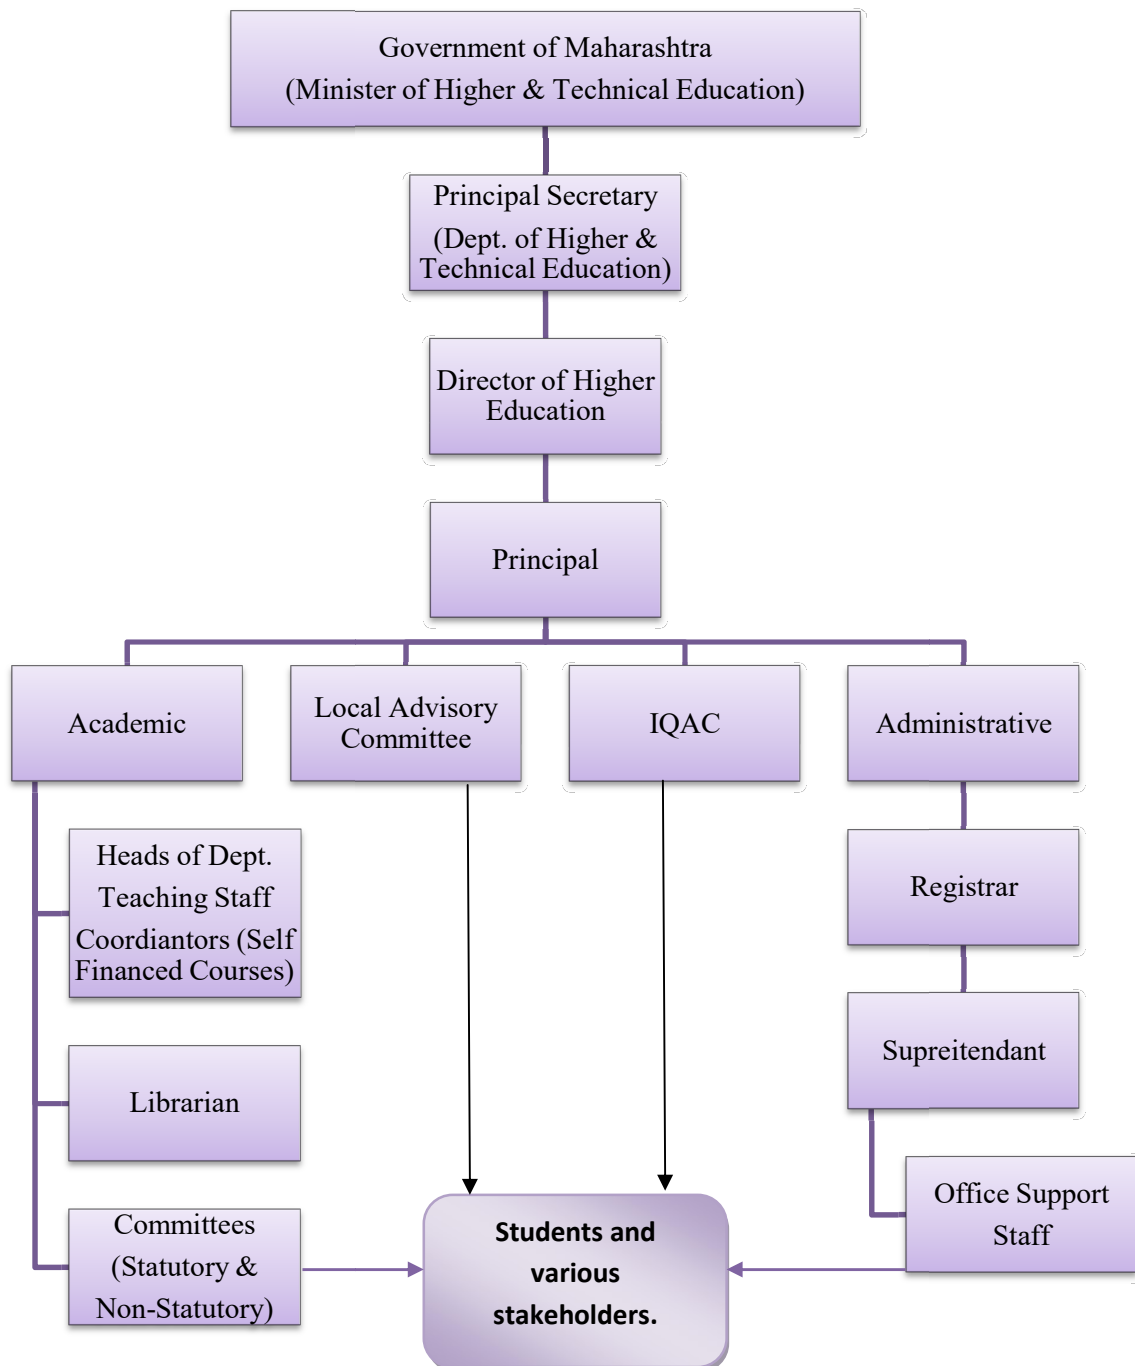 Government of Maharashtra
(Minister of Higher & Technical Education)
Principal Secretary
(Dept. of Higher &
Technical Education)
Director of Higher
Education
Principal
Academic
Local Advisory
Committee
IQAC
Administrative
Heads of Dept.
Teaching Staff
Coordiantors (Self
Financed Courses)
Registrar
Supreitendant
Librarian
Office Support
Staff
Committees
(Statutory &
Non-Statutory)
Students and
various
stakeholders.